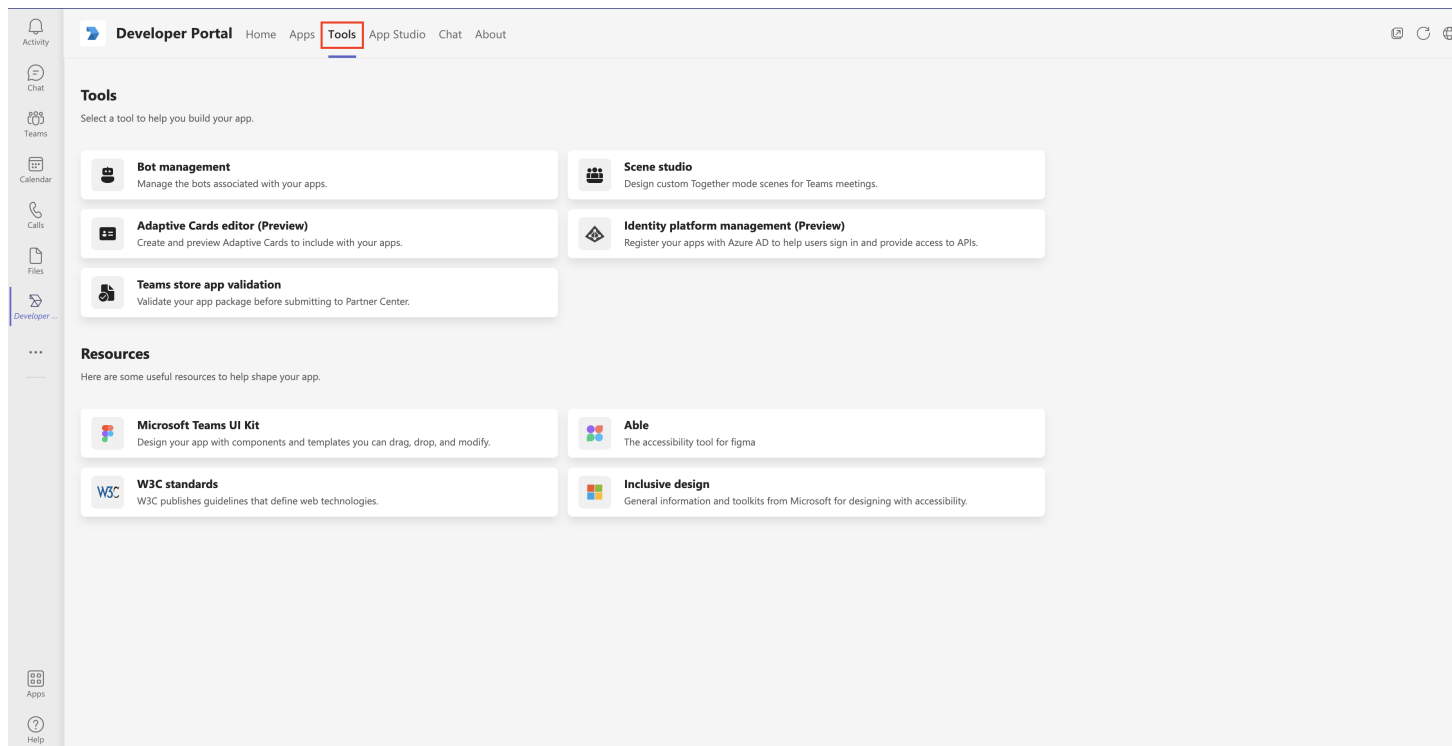 Activity
Chat
Teams
Calendar
Calls
Files
Developer ...
Apps
Help
Developer Portal Home Apps Tools App Studio Chat About
Tools
Select a tool to help you build your app.
Bot management
Manage the bots associated with your apps.
Scene studio
Design custom Together mode scenes for Teams meetings.
Adaptive Cards editor (Preview)
Create and preview Adaptive Cards to include with your apps.
Identity platform management (Preview)
Register your apps with Azure AD to help users sign in and provide access to APIs.
Teams store app validation
Validate your app package before submitting to Partner Center.
Resources
Here are some useful resources to help shape your app.
Microsoft Teams UI Kit
Design your app with components and templates you can drag, drop, and modify.
Able
The accessibility tool for figma
W3C
W3C standards
W3C publishes guidelines that define web technologies.
Inclusive design
General information and toolkits from Microsoft for designing with accessibility.